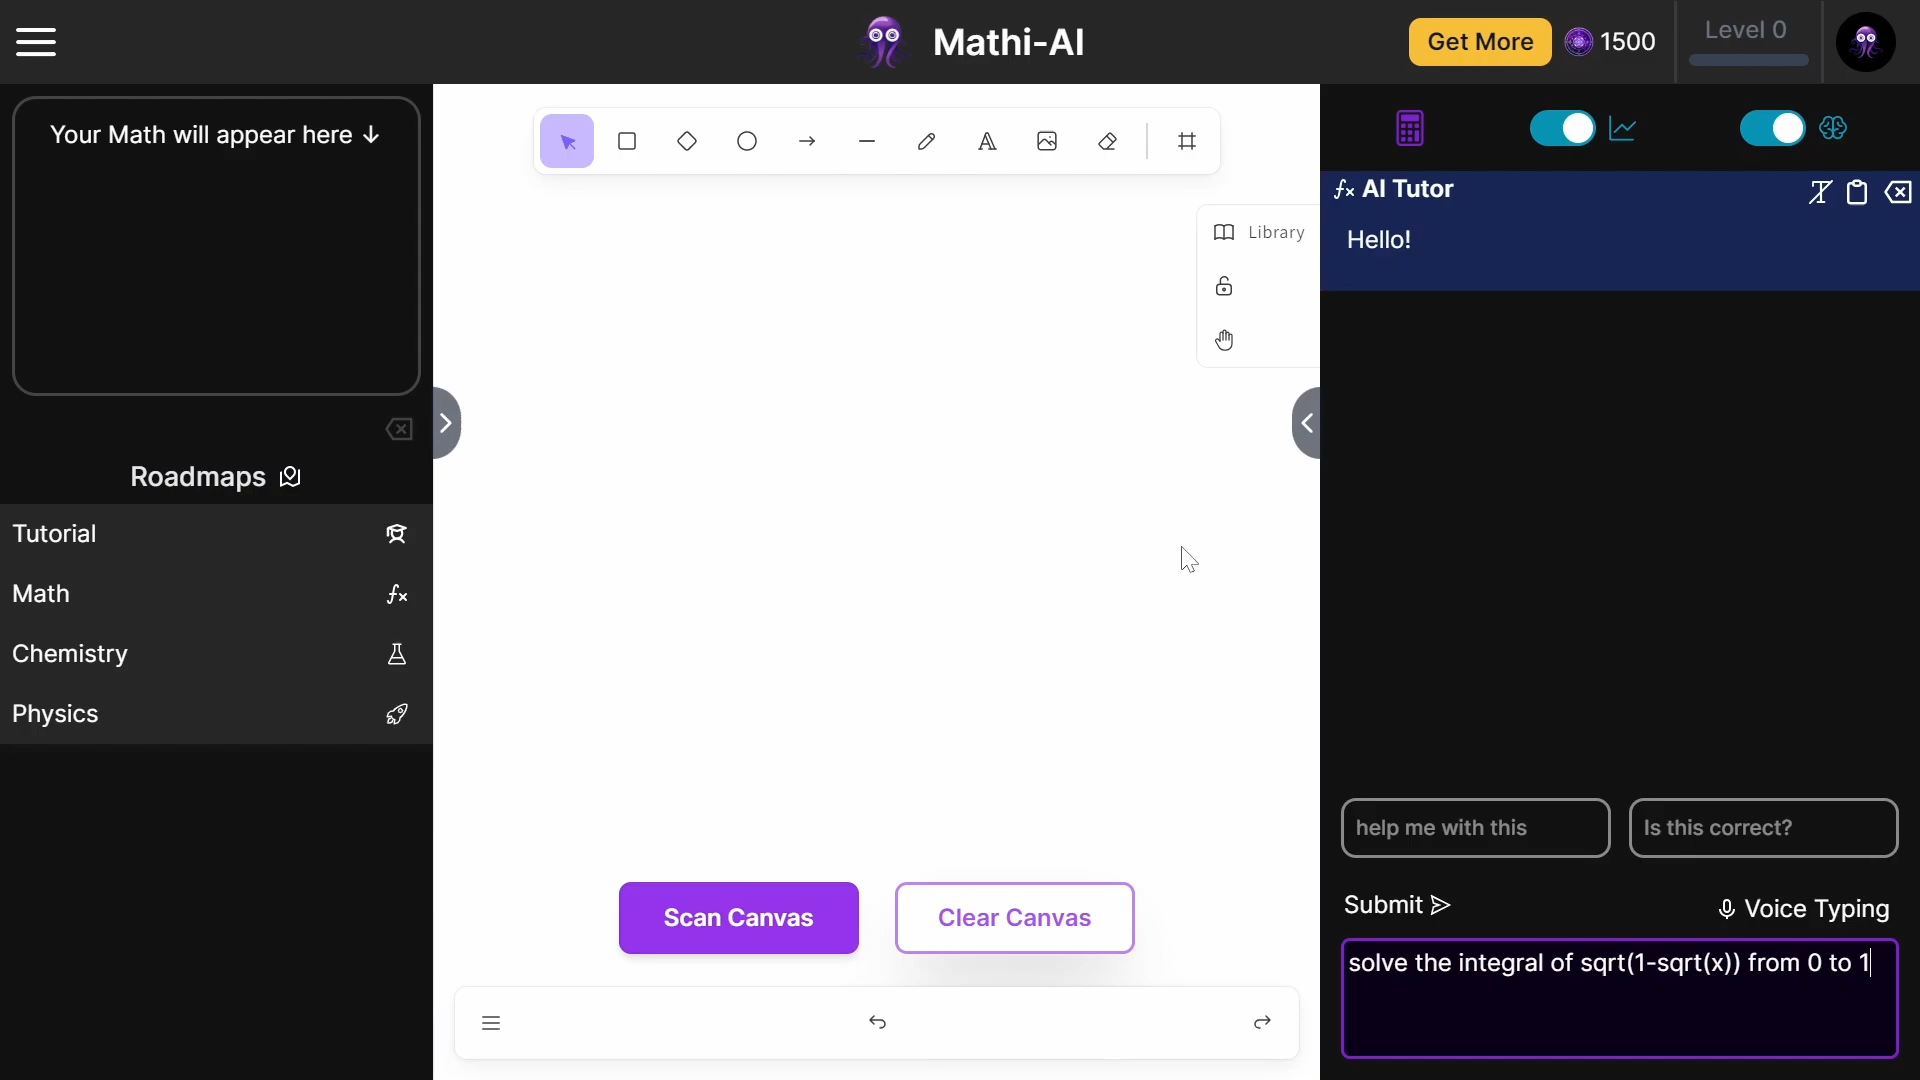 Mathi-AI
Get More
1500
Level 0
Your Math will appear here ↓
Roadmaps
Tutorial
Math
Chemistry
Physics
Library
Scan Canvas
Clear Canvas
AI Tutor
Hello!
help me with this
Is this correct?
Submit
Voice Typing
solve the integral of sqrt(1-sqrt(x)) from 0 to 1